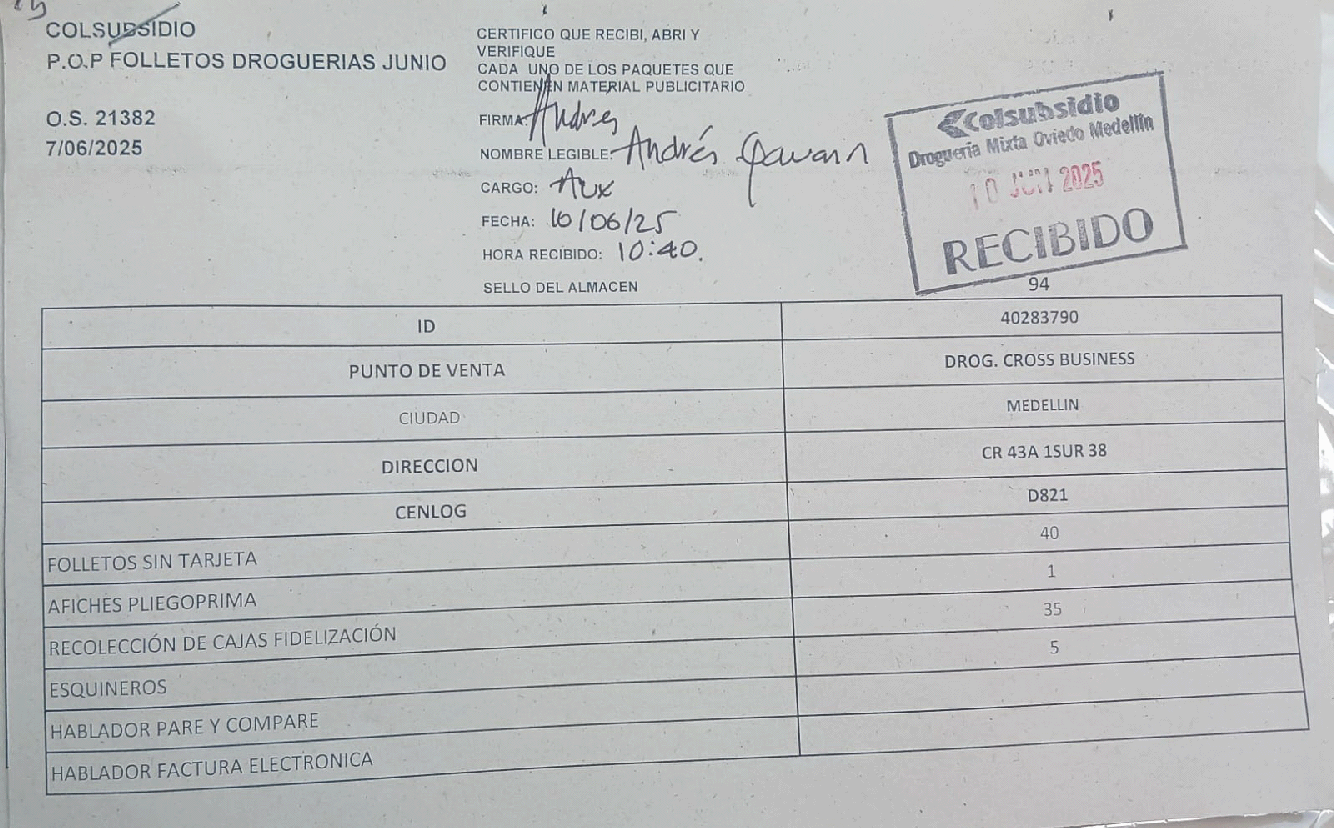 COLSUBSIDIO
P.O.P FOLLETOS DROGUERIAS JUNIO
O.S. 21382
7/06/2025
CERTIFICO QUE RECIBI, ABRI Y
VERIFIQUE
CADA UNO DE LOS PAQUETES QUE
CONTIENEN MATERIAL PUBLICITARIO
FIRMA: Andres
NOMBRE LEGIBLE: Andrés
CARGO: Aux
FECHA: 10/06/25
HORA RECIBIDO: 10:40.
SELLO DEL ALMACEN
Colsubsidio
Droguería Mixta Oviedo Medellín
10 JUN 2025
RECIBIDO
94
ID 40283790
PUNTO DE VENTA DROG. CROSS BUSINESS
CIUDAD MEDELLIN
DIRECCION CR 43A 1SUR 38
CENLOG D821
FOLLETOS SIN TARJETA 40
AFICHES PLIEGOPRIMA 1
RECOLECCIÓN DE CAJAS FIDELIZACIÓN 35
ESQUINEROS 5
HABLADOR PARE Y COMPARE
HABLADOR FACTURA ELECTRONICA